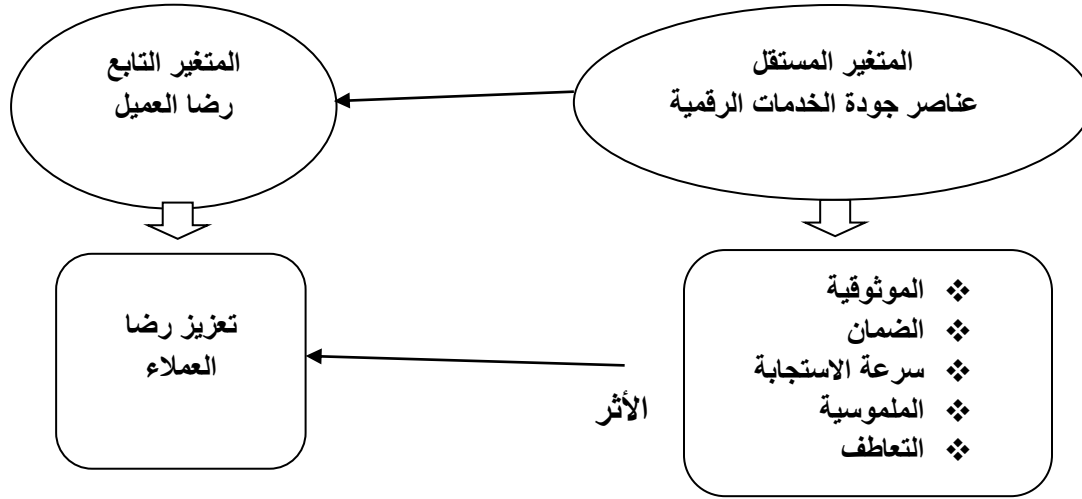 المتغير المستقل
عناصر جودة الخدمات الرقمية
المتغير التابع
رضا العميل
❖ الموثوقية
❖ الضمان
❖ سرعة الاستجابة
❖ الملموسية
❖ التعاطف
الأثر
تعزيز رضا
العملاء